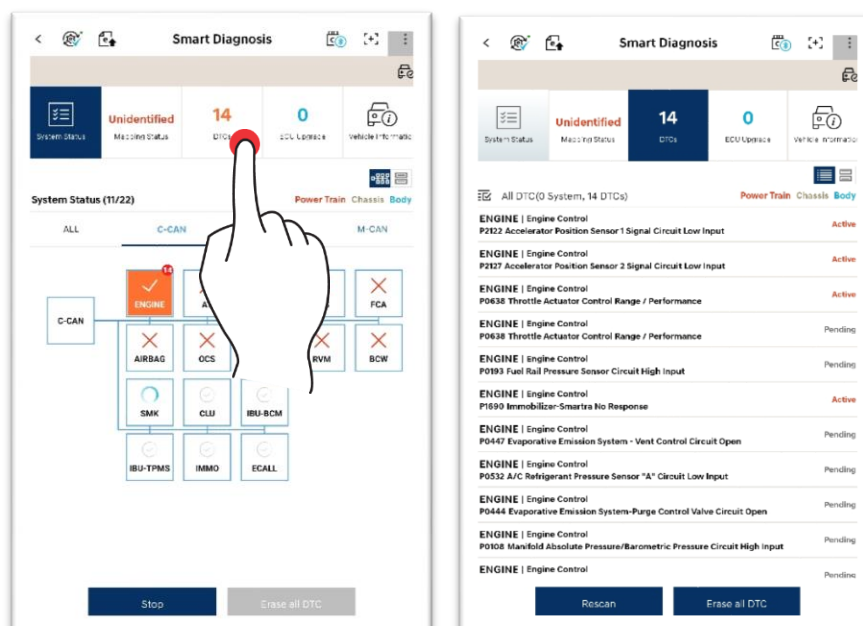 Smart Diagnosis
System Status
Unidentified
Mapping Status
14
DTCs
0
ECU Upgrade
Vehicle Informatio
System Status (11/22)
Power Train Chassis Body
ALL
C-CAN
M-CAN
C-CAN
14
ENGINE
FCA
AIRBAG
OCS
RVM
BCW
SMK
CLU
IBU-BCM
IBU-TPMS
IMMO
ECALL
Stop
Erase all DTC
Smart Diagnosis
System Status
Unidentified
Mapping Status
14
DTCs
0
ECU Upgrade
Vehicle Informatio
All DTC(0 System, 14 DTCs)
Power Train Chassis Body
ENGINE | Engine Control
P2122 Accelerator Position Sensor 1 Signal Circuit Low Input
Active
ENGINE | Engine Control
P2127 Accelerator Position Sensor 2 Signal Circuit Low Input
Active
ENGINE | Engine Control
P0638 Throttle Actuator Control Range / Performance
Active
ENGINE | Engine Control
P0638 Throttle Actuator Control Range / Performance
Pending
ENGINE | Engine Control
P0193 Fuel Rail Pressure Sensor Circuit High Input
Pending
ENGINE | Engine Control
P1690 Immobilizer-Smartra No Response
Active
ENGINE | Engine Control
P0447 Evaporative Emission System - Vent Control Circuit Open
Pending
ENGINE | Engine Control
P0532 A/C Refrigerant Pressure Sensor "A" Circuit Low Input
Pending
ENGINE | Engine Control
P0444 Evaporative Emission System-Purge Control Valve Circuit Open
Pending
ENGINE | Engine Control
P0108 Manifold Absolute Pressure/Barometric Pressure Circuit High Input
Pending
ENGINE | Engine Control
Pending
Rescan
Erase all DTC